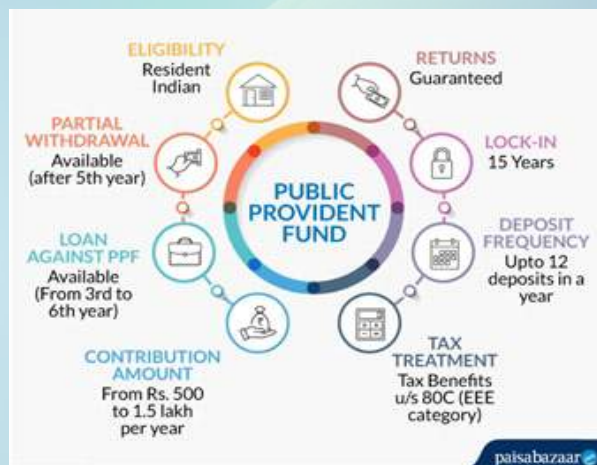 ELIGIBILITY
Resident
Indian
PARTIAL
WITHDRAWAL
Available
(after 5th year)
LOAN
AGAINST PPF
Available
(From 3rd to
6th year)
CONTRIBUTION
AMOUNT
From Rs. 500
to 1.5 lakh
per year
PUBLIC
PROVIDENT
FUND
RETURNS
Guaranteed
LOCK-IN
15 Years
DEPOSIT
FREQUENCY
Upto 12
deposits in a
year
TAX
TREATMENT
Tax Benefits
u/s 80C (EEE
category)
paisabazaar